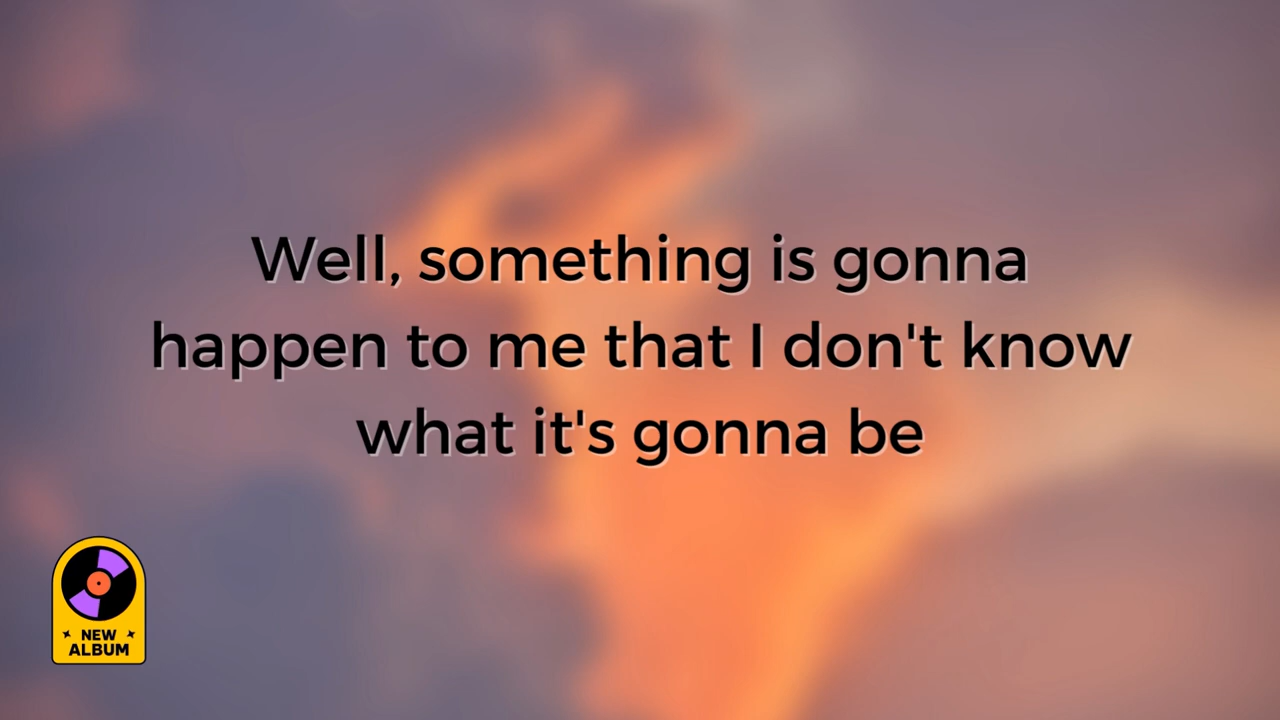 Well, something is gonna
happen to me that I don't know
what it's gonna be
NEW
ALBUM